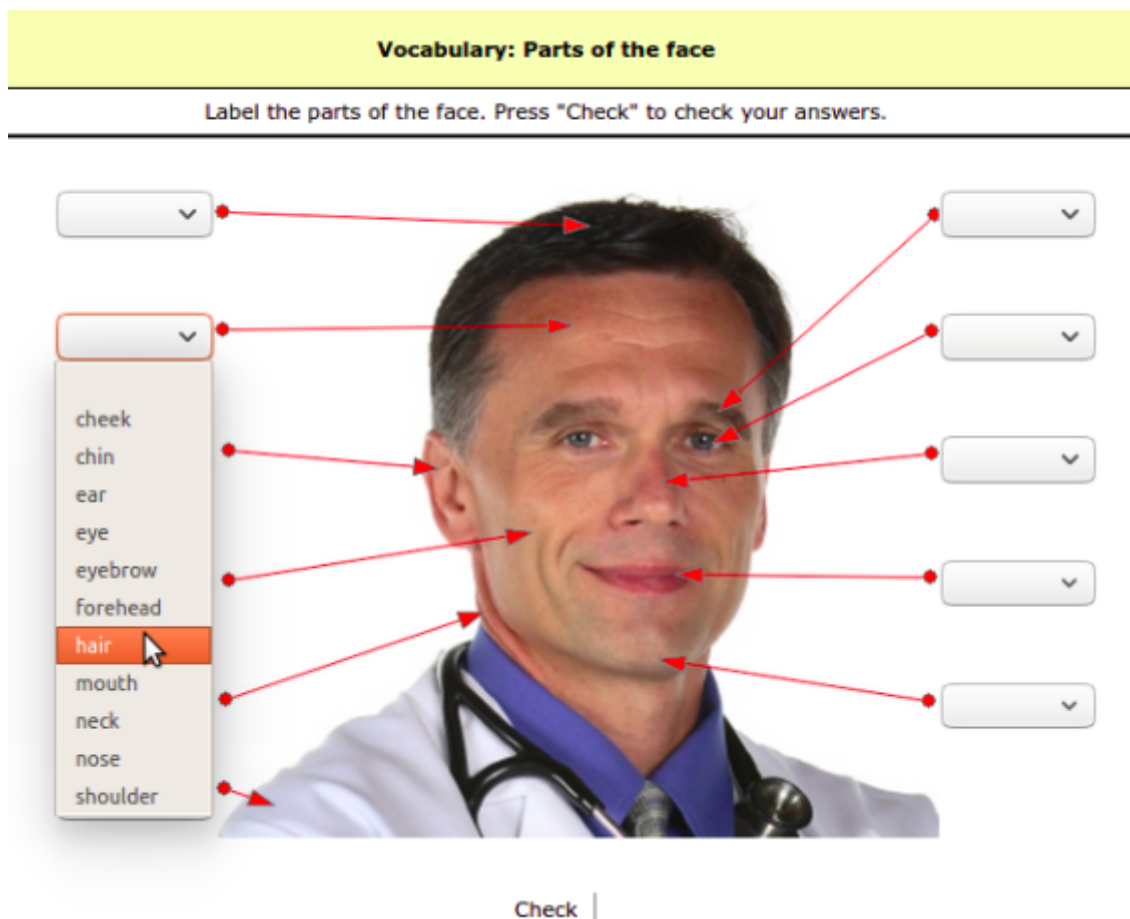 Vocabulary: Parts of the face
Label the parts of the face. Press "Check" to check your answers.
cheek
chin
ear
eye
eyebrow
forehead
hair
mouth
neck
nose
shoulder
Check